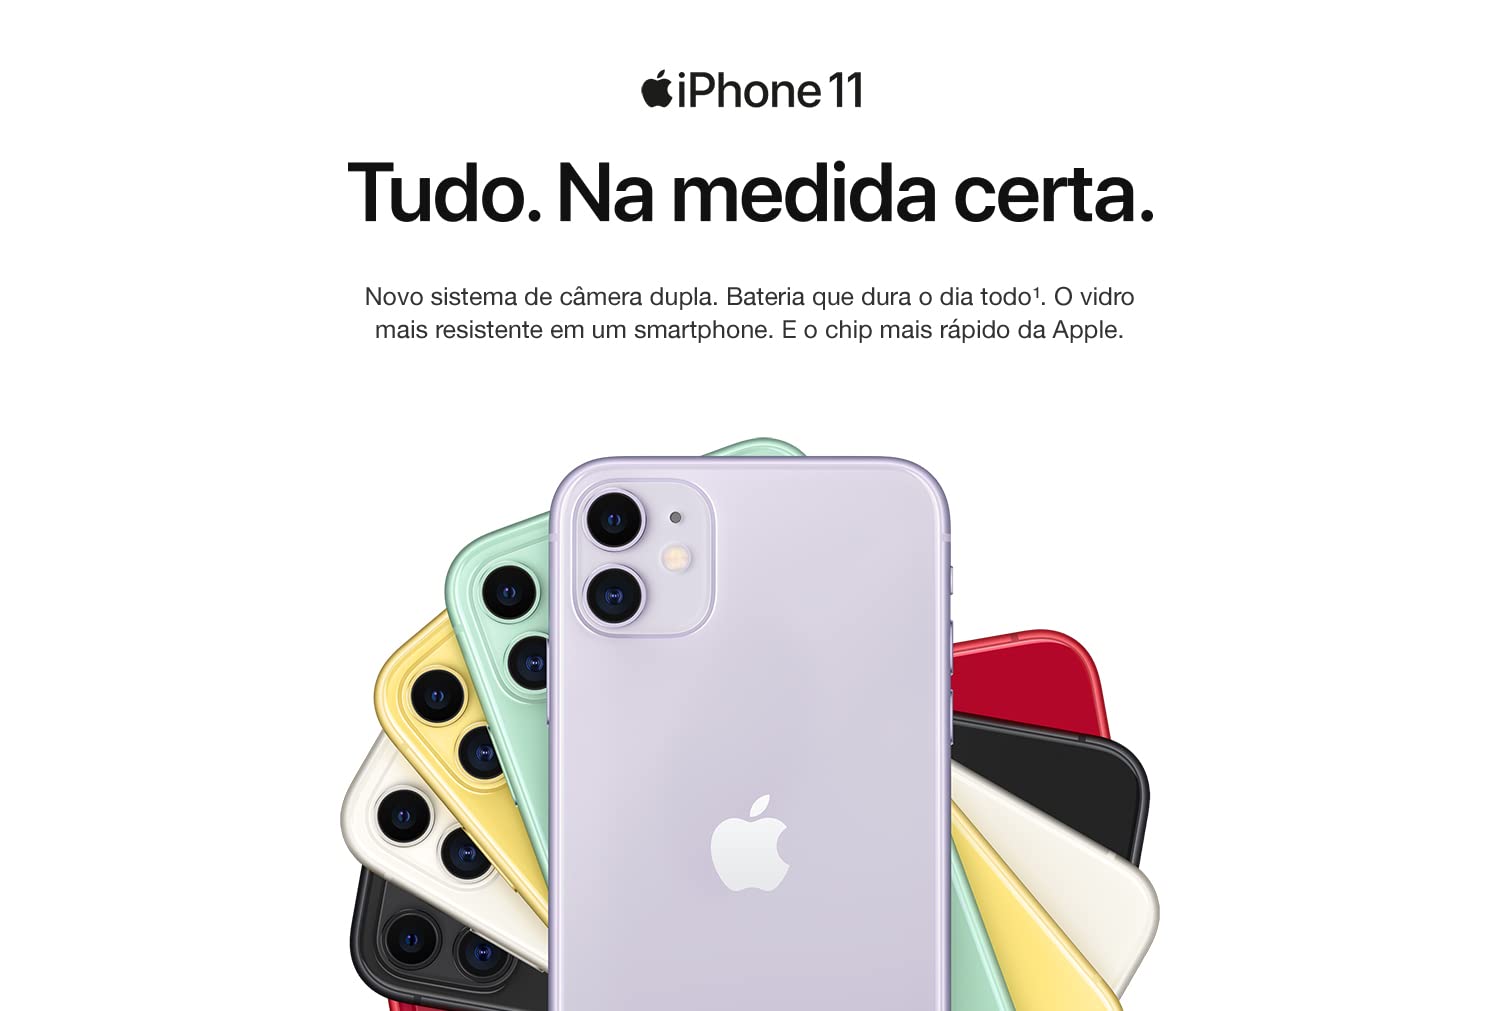 iPhone 11
Tudo. Na medida certa.
Novo sistema de câmera dupla. Bateria que dura o dia todo¹. O vidro
mais resistente em um smartphone. E o chip mais rápido da Apple.